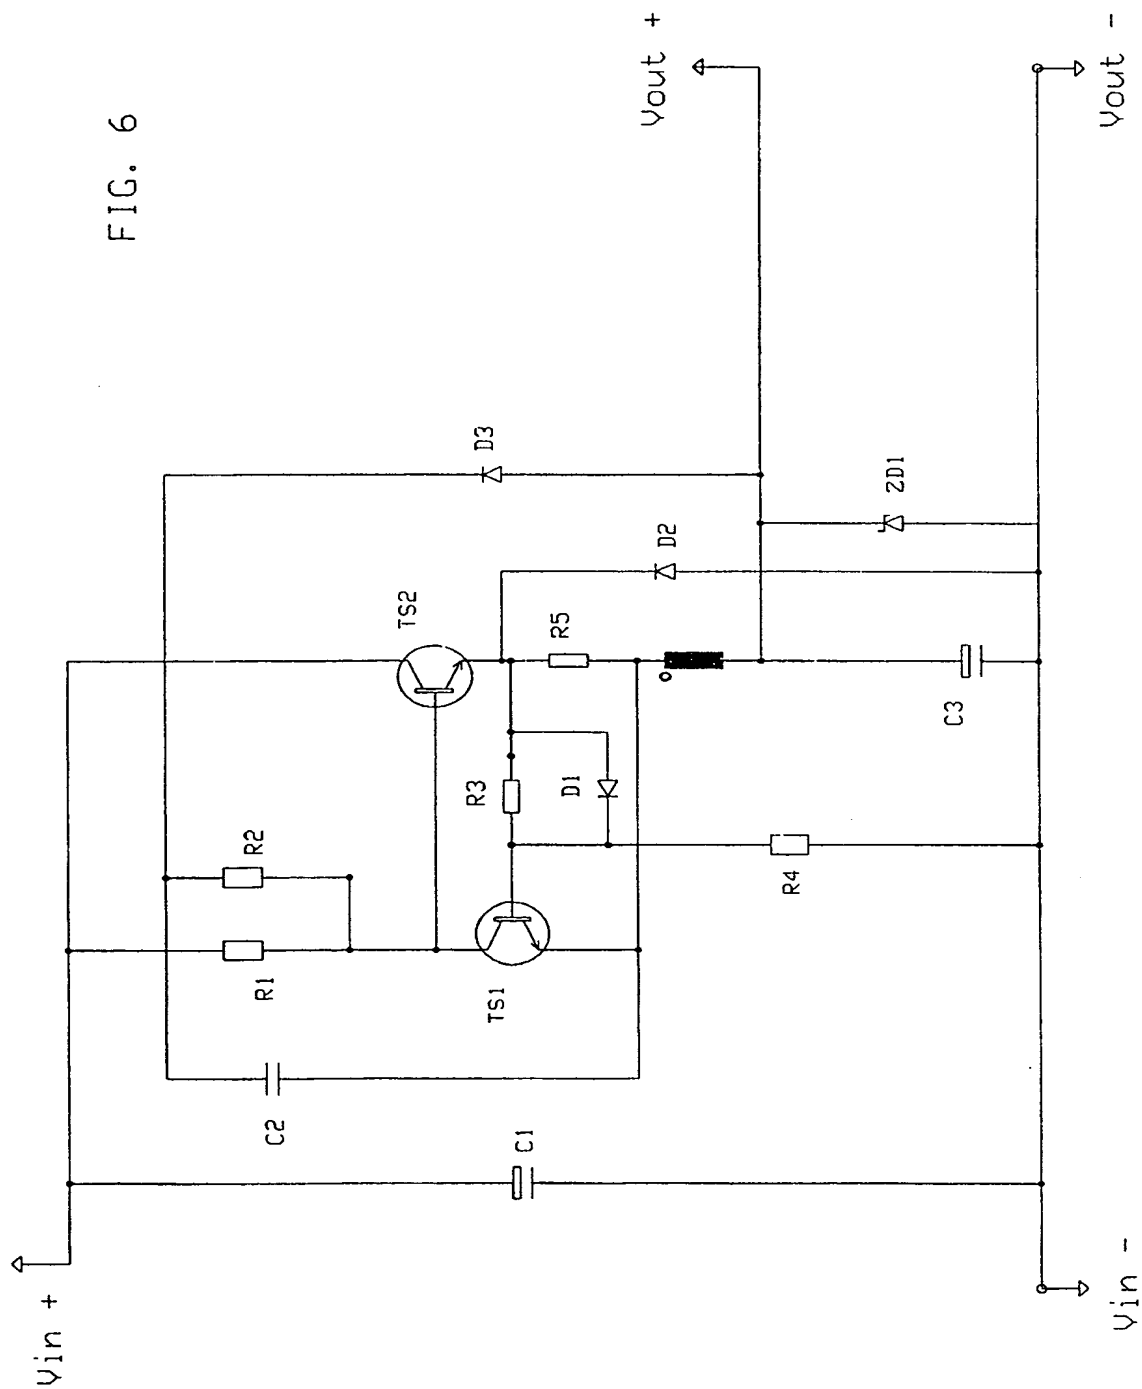 FIG. 6
Vin +
Vin -
Vout +
Vout -
C1
C2
R1
R2
TS1
TS2
R3
D1
R4
R5
C3
D2
D3
ZD1